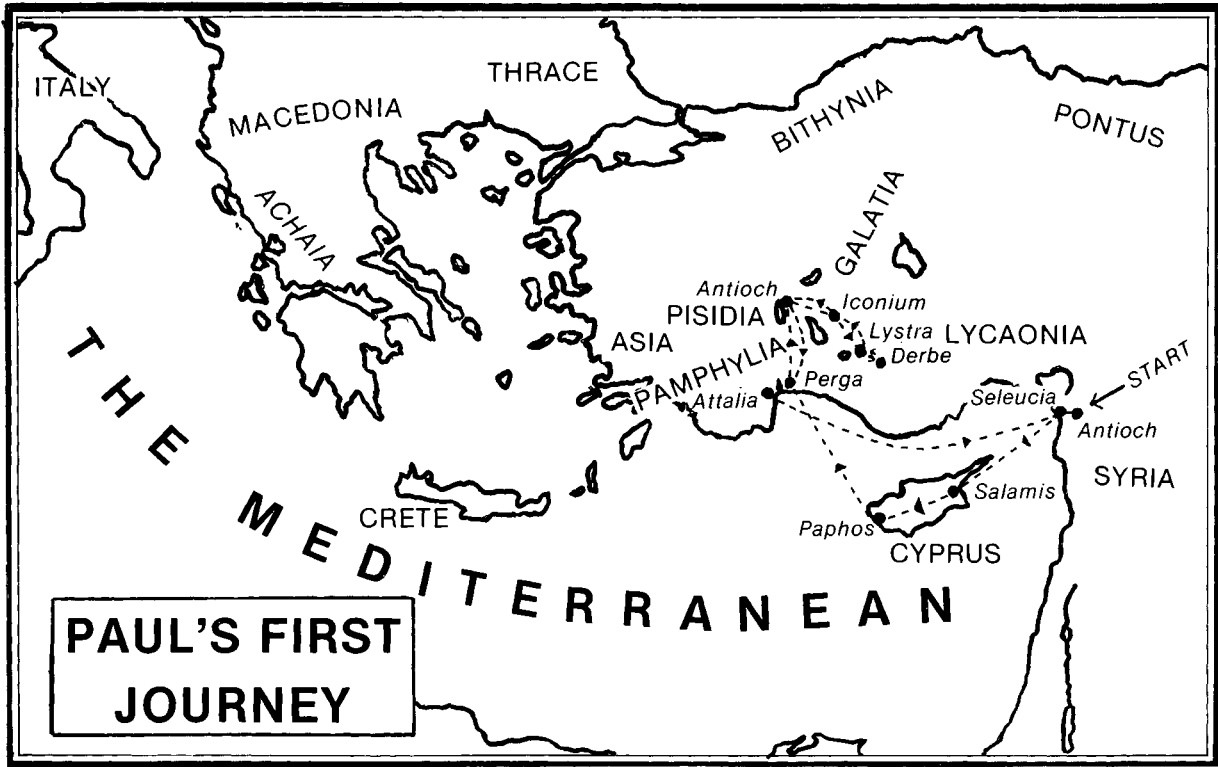 ITALY
MACEDONIA
THRACE
BITHYNIA
PONTUS
ACHAIA
GALATIA
Antioch
PISIDIA
Iconium
Lystra
LYCAONIA
Derbe
ASIA
PAMPHYLIA
Perga
Attalia
Seleucia
START
Antioch
SYRIA
Salamis
Paphos
CYPRUS
CRETE
THE MEDITERRANEAN
PAUL'S FIRST
JOURNEY